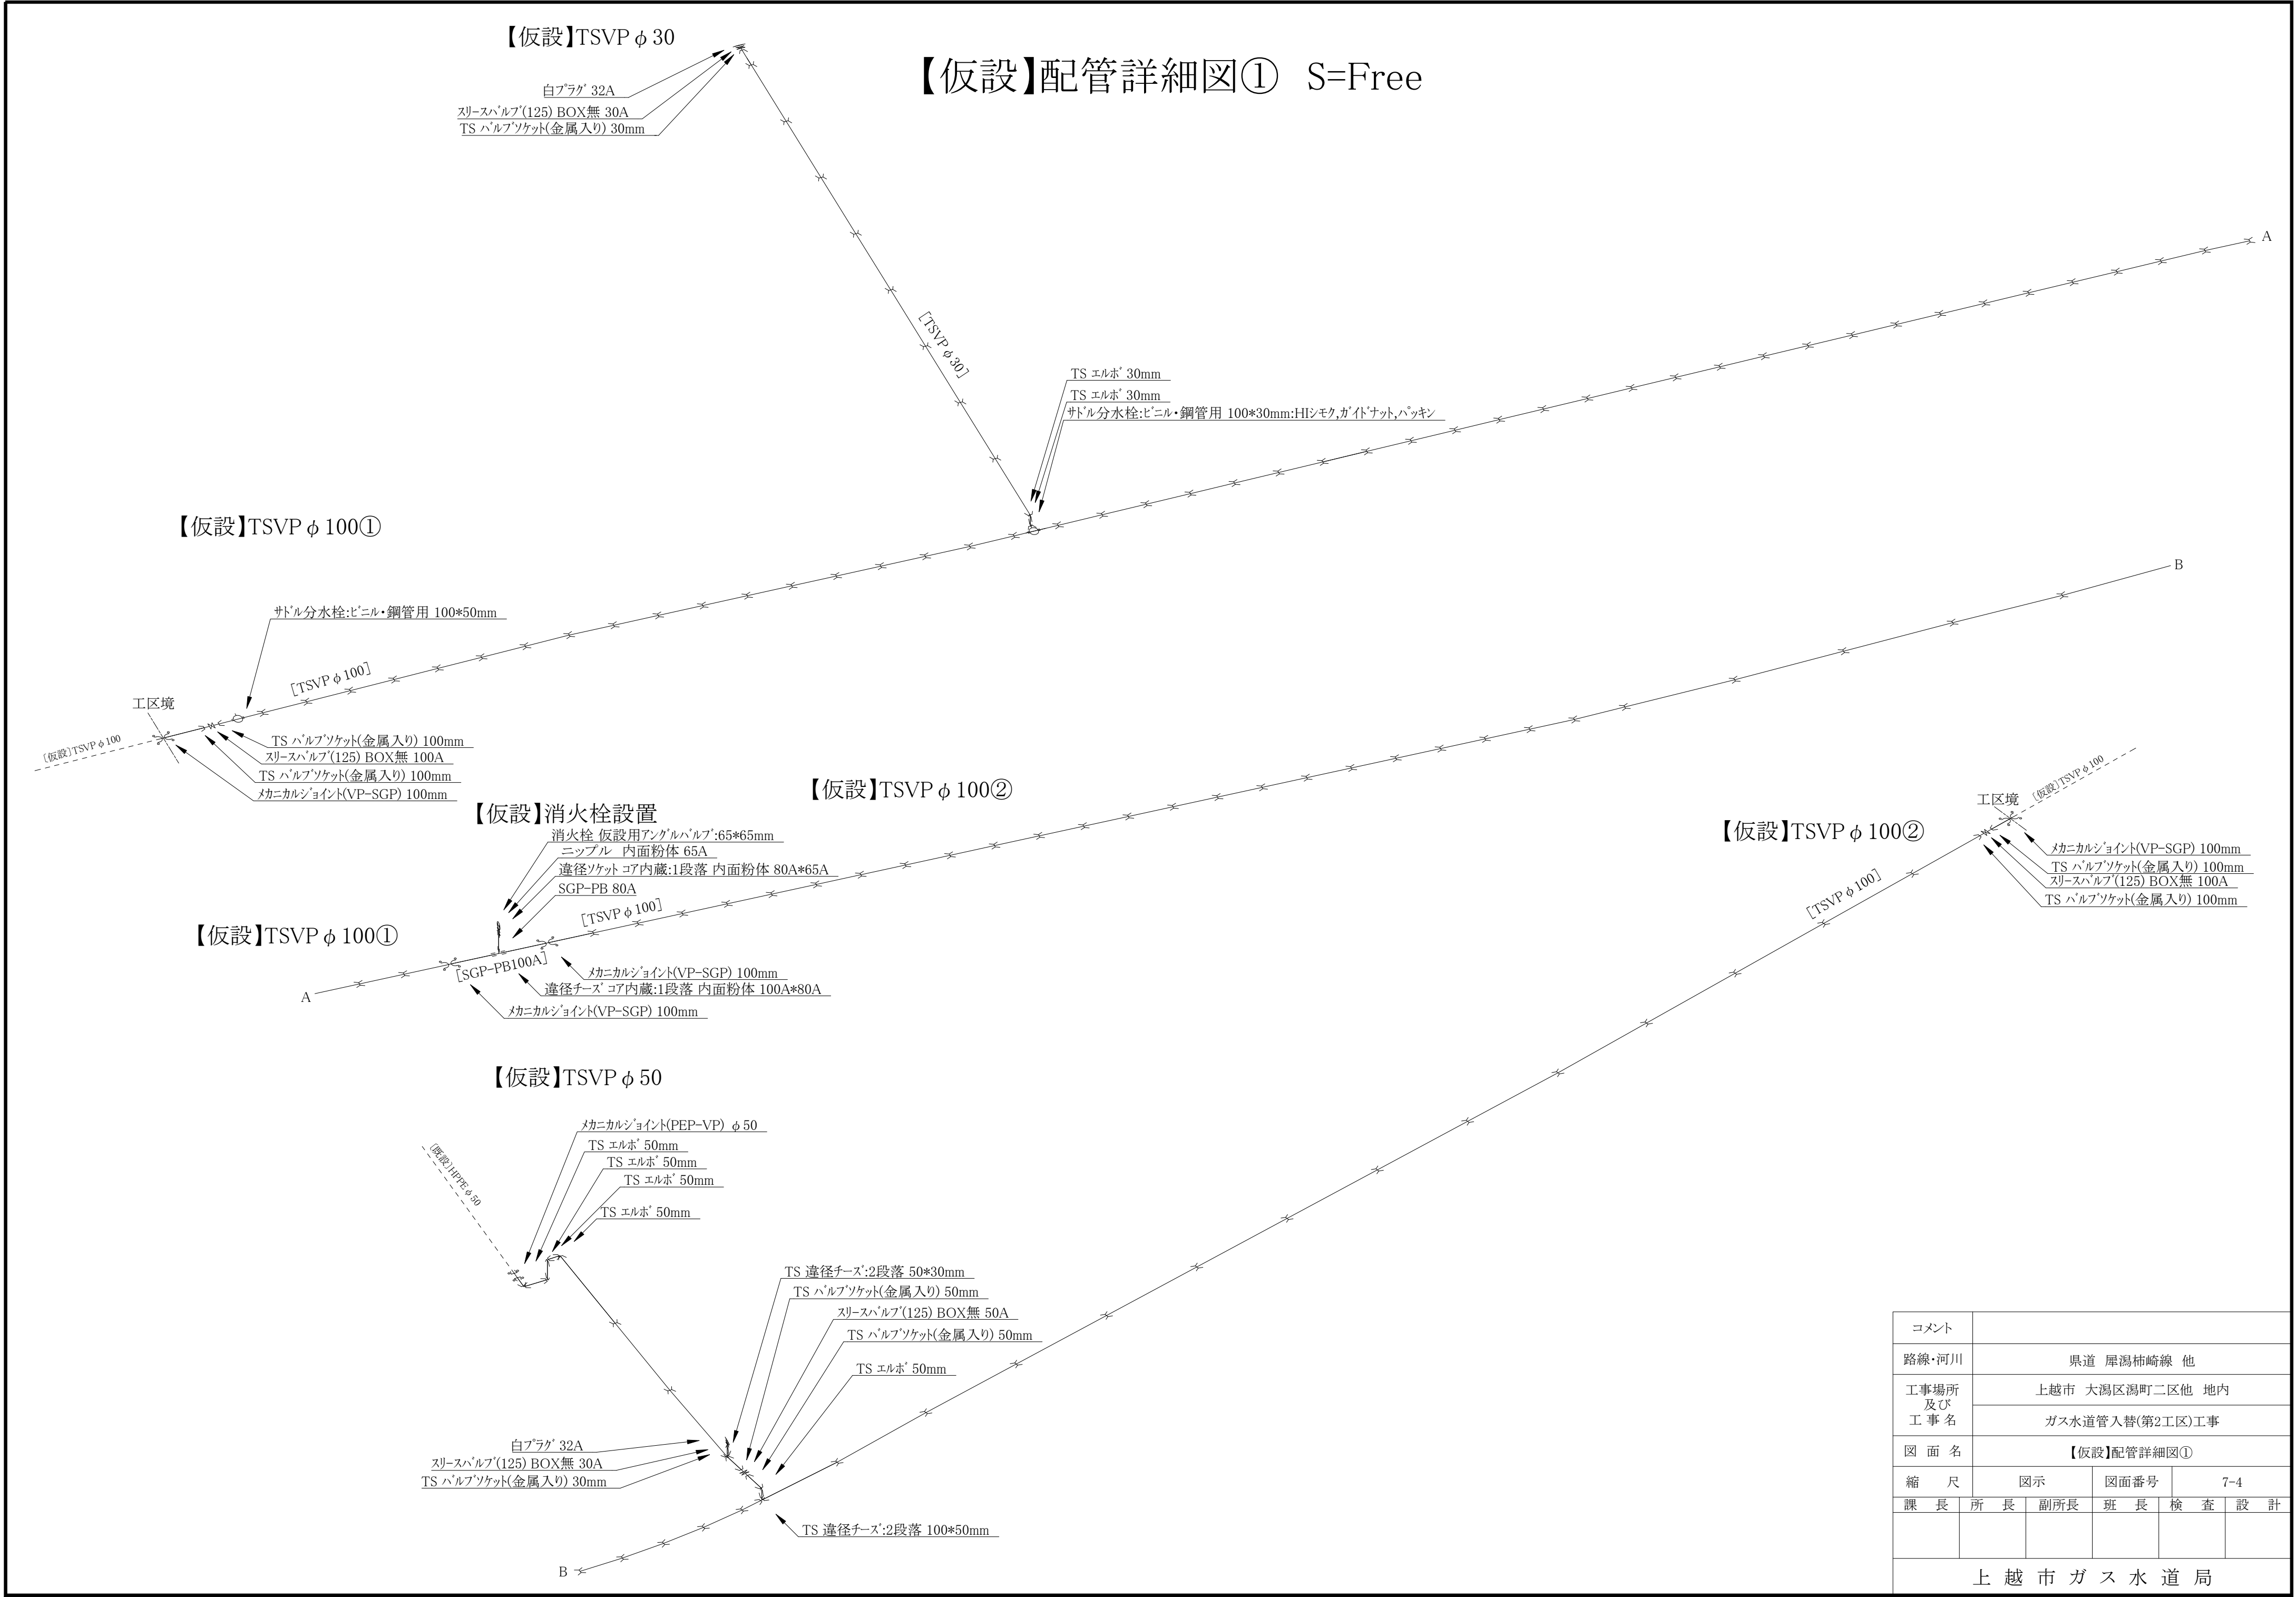 【仮設】配管詳細図① S=Free
【仮設】TSVPφ30
白プラグ 32A
スリースバルブ(125) BOX無 30A
TS バルブソケット(金属入り) 30mm
[TSVPφ30]
A
TS エルボ 30mm
TS エルボ 30mm
サドル分水栓:ビニル・鋼管用 100*30mm:HIシモク,ガイドナット,パッキン
【仮設】TSVPφ100①
サドル分水栓:ビニル・鋼管用 100*50mm
[TSVPφ100]
工区境
[仮設]TSVPφ100
TS バルブソケット(金属入り) 100mm
スリースバルブ(125) BOX無 100A
TS バルブソケット(金属入り) 100mm
メカニカルジョイント(VP-SGP) 100mm
B
【仮設】TSVPφ100②
【仮設】消火栓設置
消火栓 仮設用アングルバルブ:65*65mm
ニップル 内面粉体 65A
違径ソケット コア内蔵:1段落 内面粉体 80A*65A
SGP-PB 80A
[TSVPφ100]
【仮設】TSVPφ100①
[SGP-PB100A]
A
メカニカルジョイント(VP-SGP) 100mm
違径チーズ コア内蔵:1段落 内面粉体 100A*80A
メカニカルジョイント(VP-SGP) 100mm
【仮設】TSVPφ100②
[仮設]TSVPφ100
工区境
メカニカルジョイント(VP-SGP) 100mm
TS バルブソケット(金属入り) 100mm
スリースバルブ(125) BOX無 100A
TS バルブソケット(金属入り) 100mm
[TSVPφ100]
【仮設】TSVPφ50
メカニカルジョイント(PEP-VP) φ50
TS エルボ 50mm
TS エルボ 50mm
TS エルボ 50mm
TS エルボ 50mm
[既設]HPPEφ50
TS 違径チーズ:2段落 50*30mm
TS バルブソケット(金属入り) 50mm
スリースバルブ(125) BOX無 50A
TS バルブソケット(金属入り) 50mm
TS エルボ 50mm
白プラグ 32A
スリースバルブ(125) BOX無 30A
TS バルブソケット(金属入り) 30mm
TS 違径チーズ:2段落 100*50mm
B
コメント
路線・河川 県道 犀潟柿崎線 他
工事場所
及び
工事名
上越市 大潟区潟町二区他 地内
ガス水道管入替(第2工区)工事
図面名 【仮設】配管詳細図①
縮尺 図示 図面番号 7-4
課長 所長 副所長 班長 検査 設計
上越市ガス水道局